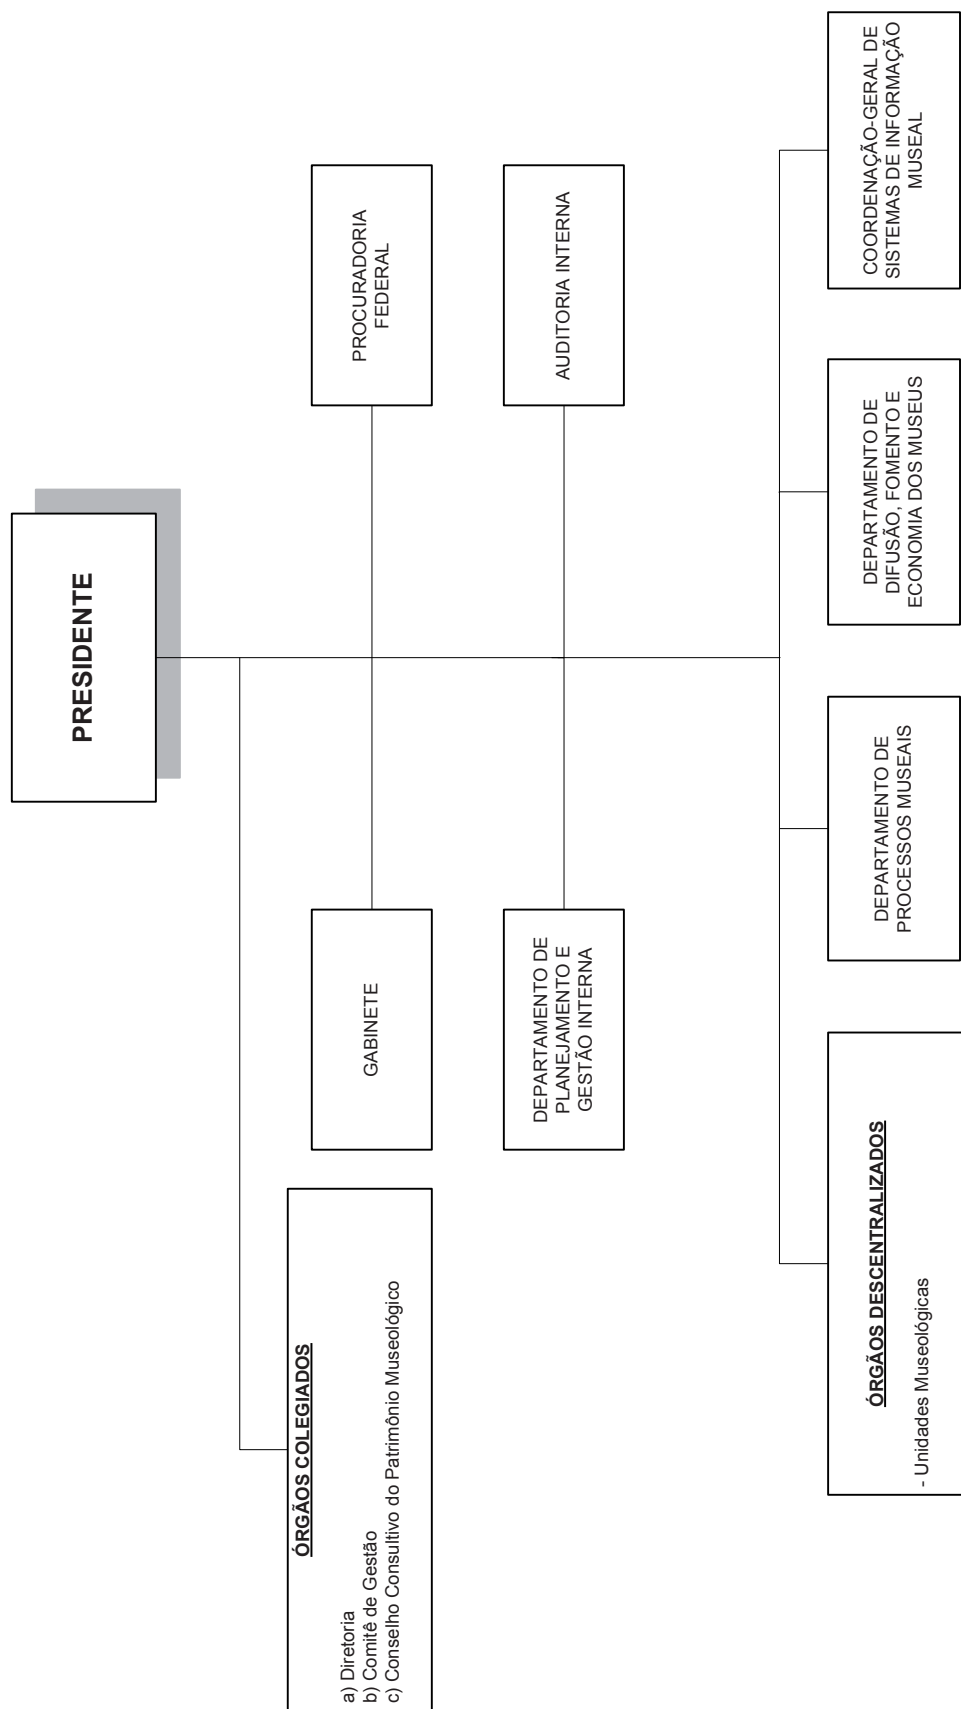 PRESIDENTE
ÓRGÃOS COLEGIADOS
a) Diretoria
b) Comitê de Gestão
c) Conselho Consultivo do Patrimônio Museológico
GABINETE
PROCURADORIA
FEDERAL
DEPARTAMENTO DE
PLANEJAMENTO E
GESTÃO INTERNA
AUDITORIA INTERNA
ÓRGÃOS DESCENTRALIZADOS
- Unidades Museológicas
DEPARTAMENTO DE
PROCESSOS MUSEAIS
DEPARTAMENTO DE
DIFUSÃO, FOMENTO E
ECONOMIA DOS MUSEUS
COORDENAÇÃO-GERAL DE
SISTEMAS DE INFORMAÇÃO
MUSEAL